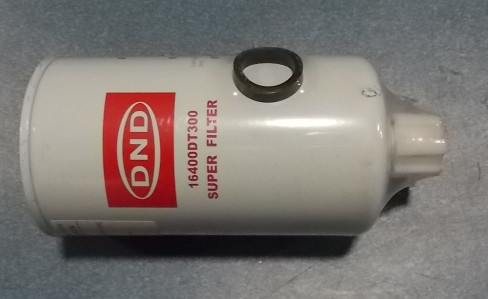 DND
16400DT300
SUPER FILTER